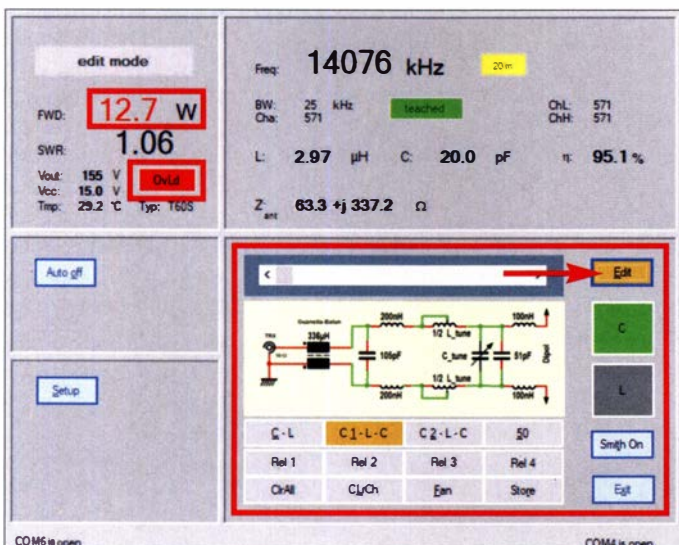 edit mode
FWD: 12.7 W
SWR: 1.06
Vout: 155 V
Vcc: 15.0 V
Ovld
Tmp: 29.2 °C Typ: T60S
Freq: 14076 kHz 20m
BW: 25 kHz
Cha: 571
teached
ChL: 571
ChH: 571
L: 2.97 µH C: 20.0 pF η: 95.1 %
Z ant 63.3 +j 337.2 Ω
Auto off
Setup
< >
Edit
C
L
Smith On
Exit
200nH
1/2 L_tune
100nH
TRX
336µH
105pF
C_tune
51pF
Dipol
1/2 L_tune
200nH
100nH
C - L C 1 - L - C C 2 - L - C 50
Rel 1 Rel 2 Rel 3 Rel 4
ClrAll CLrCh Fan Store
COM6 is open COM4 is open